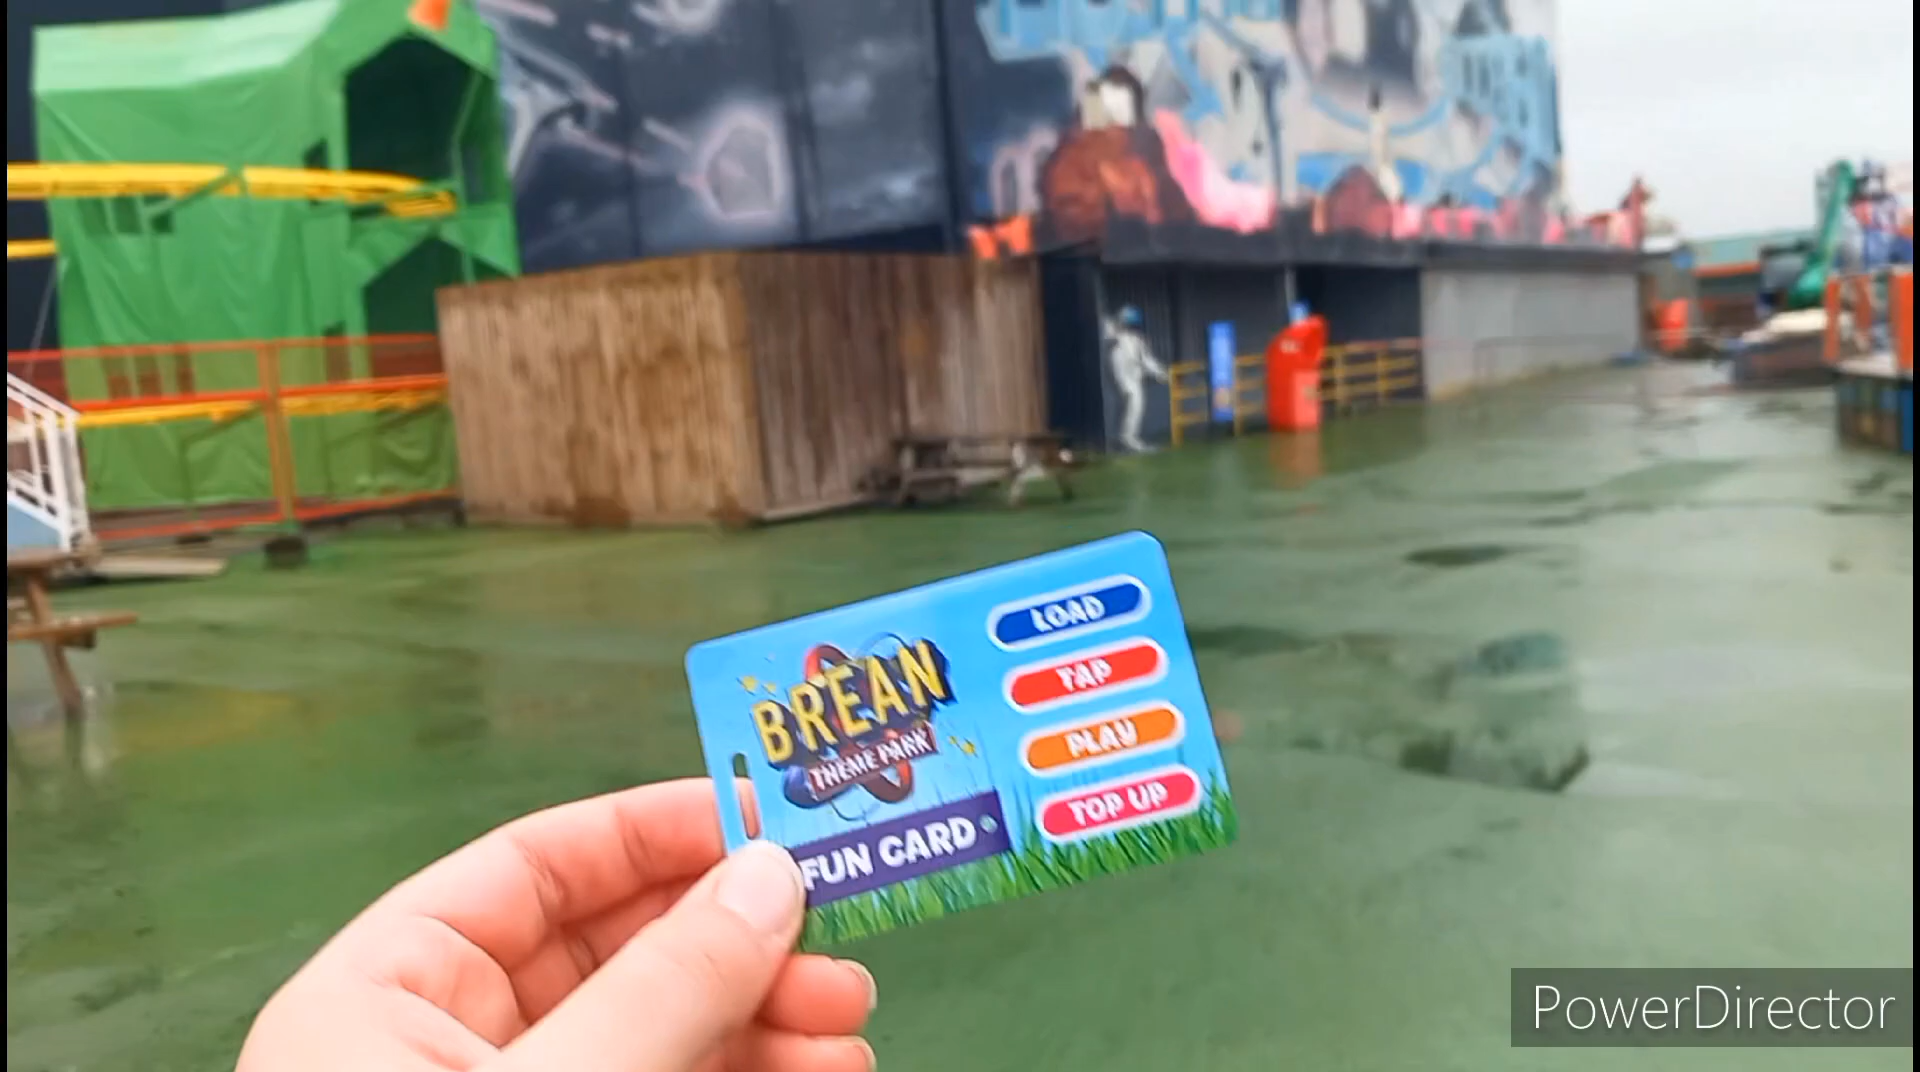 BREAN
THEME PARK
FUN CARD
LOAD
TAP
PLAY
TOP UP
PowerDirector